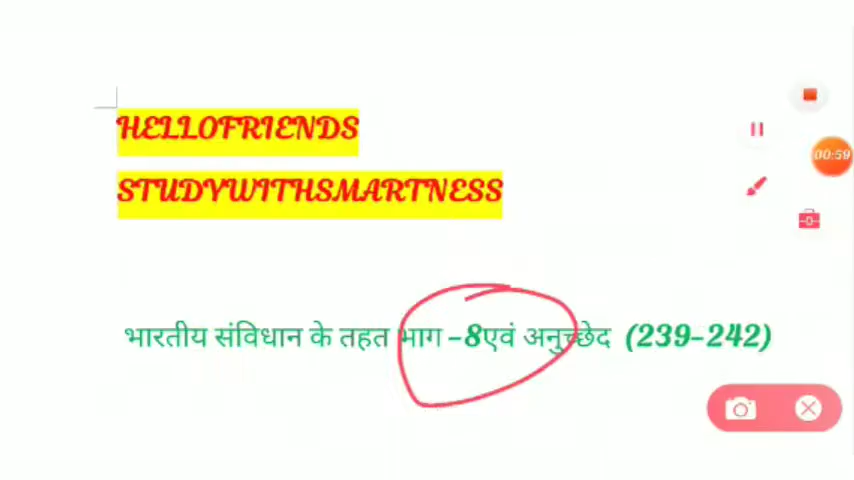 HELLOFRIENDS
STUDYWITHSMARTNESS
00:59
भारतीय संविधान के तहत भाग -8एवं अनुच्छेद (239-242)